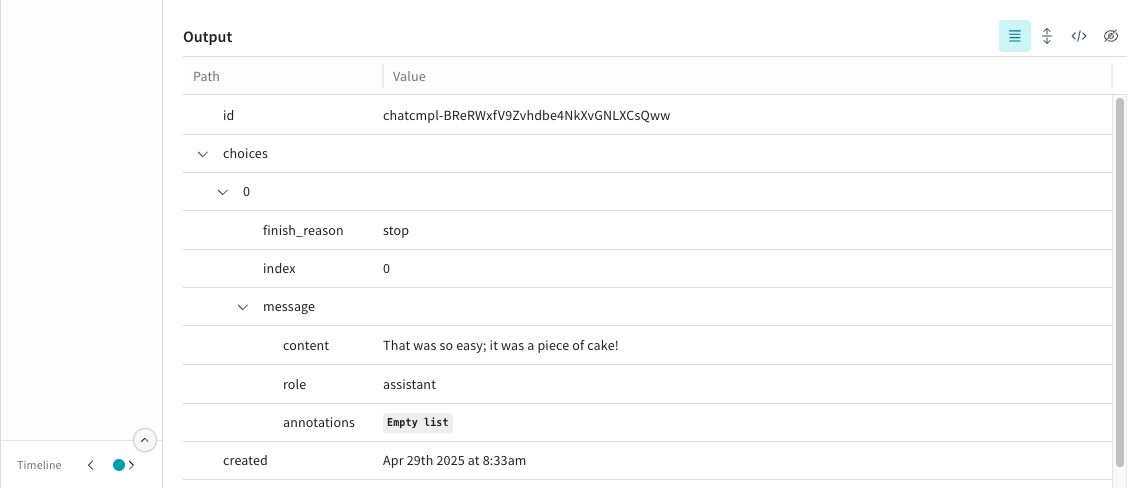 Output
Path Value
id chatcmpl-BReRWxfV9Zvhdbe4NkXvGNLXCsQww
choices
0
finish_reason stop
index 0
message
content That was so easy; it was a piece of cake!
role assistant
annotations Empty list
created Apr 29th 2025 at 8:33am
Timeline